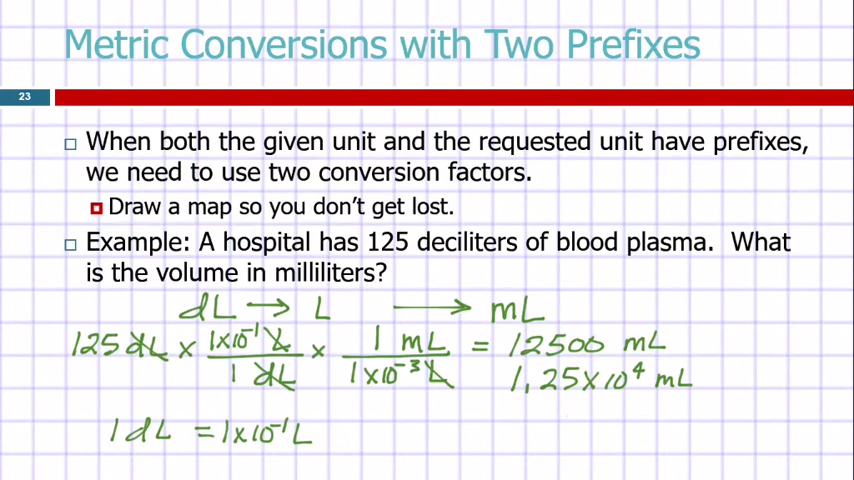 Metric Conversions with Two Prefixes
23
When both the given unit and the requested unit have prefixes,
we need to use two conversion factors.
Draw a map so you don't get lost.
Example: A hospital has 125 deciliters of blood plasma. What
is the volume in milliliters?
dL → L → mL
125 dL × 1×10⁻¹ L / 1 dL × 1 mL / 1×10⁻³ L = 12500 mL
1.25×10⁴ mL
1 dL = 1×10⁻¹ L